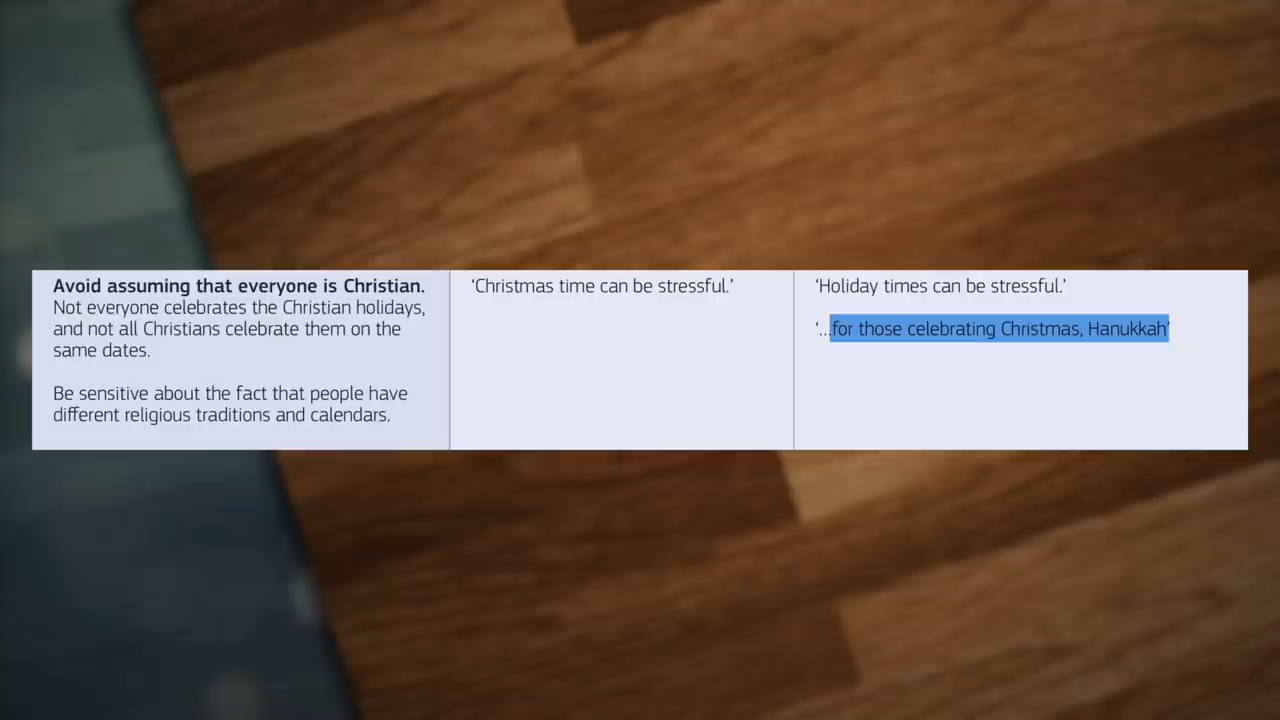 Avoid assuming that everyone is Christian.
Not everyone celebrates the Christian holidays,
and not all Christians celebrate them on the
same dates.
Be sensitive about the fact that people have
different religious traditions and calendars.
‘Christmas time can be stressful.’
‘Holiday times can be stressful.’
‘…for those celebrating Christmas, Hanukkah’